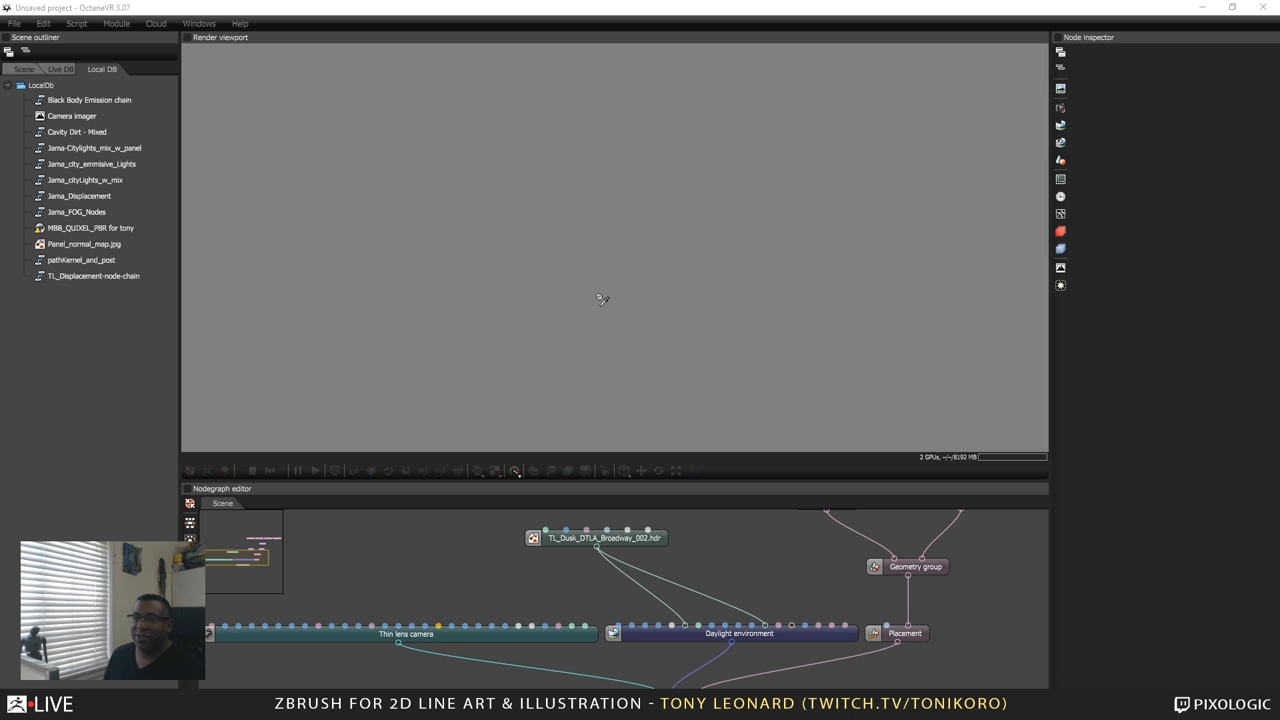 Unsaved project - OctaneVR 3.07
File Edit Script Module Cloud Windows Help
Scene outliner
Render viewport
Node inspector
Scene Live DB Local DB
LocalDb
Black Body Emission chain
Camera imager
Cavity Dirt - Mixed
Jama-Citylights_mix_w_panel
Jama_city_emmisive_Lights
Jama_cityLights_w_mix
Jama_Displacement
Jama_FOG_Nodes
MBB_QUIXEL_PBR for tony
Panel_normal_map.jpg
pathKernel_and_post
TL_Displacement-node-chain
2 GPUs, -/-/8192 MB
Nodegraph editor
Scene
TL_Dusk_DTLA_Broadway_002.hdr
Geometry group
Thin lens camera
Daylight environment
Placement
LIVE
ZBRUSH FOR 2D LINE ART & ILLUSTRATION - TONY LEONARD (TWITCH.TV/TONIKORO)
PIXOLOGIC